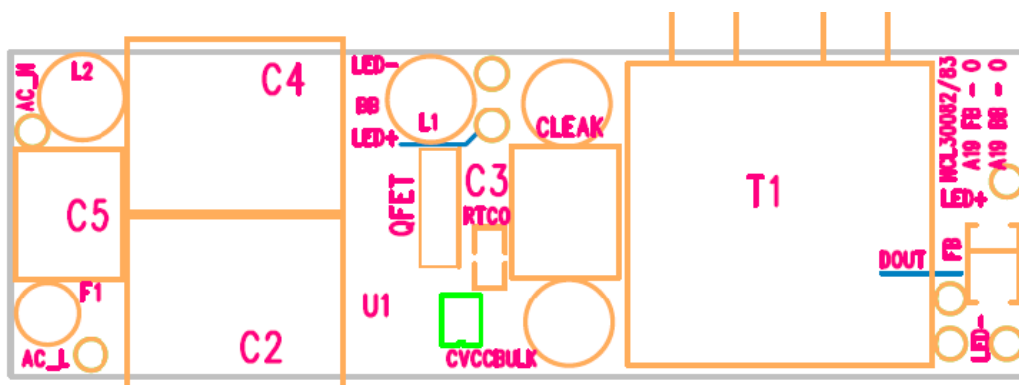 AC_N
L2
C4
LED-
BB
LED+
L1
CLEAK
NCL30082/83
A19 FB - 0
A19 BB - 0
C5
QFET
C3
RTCO
T1
LED+
DOUT
FB
F1
U1
AC_L
C2
CVCCBULK
LED-